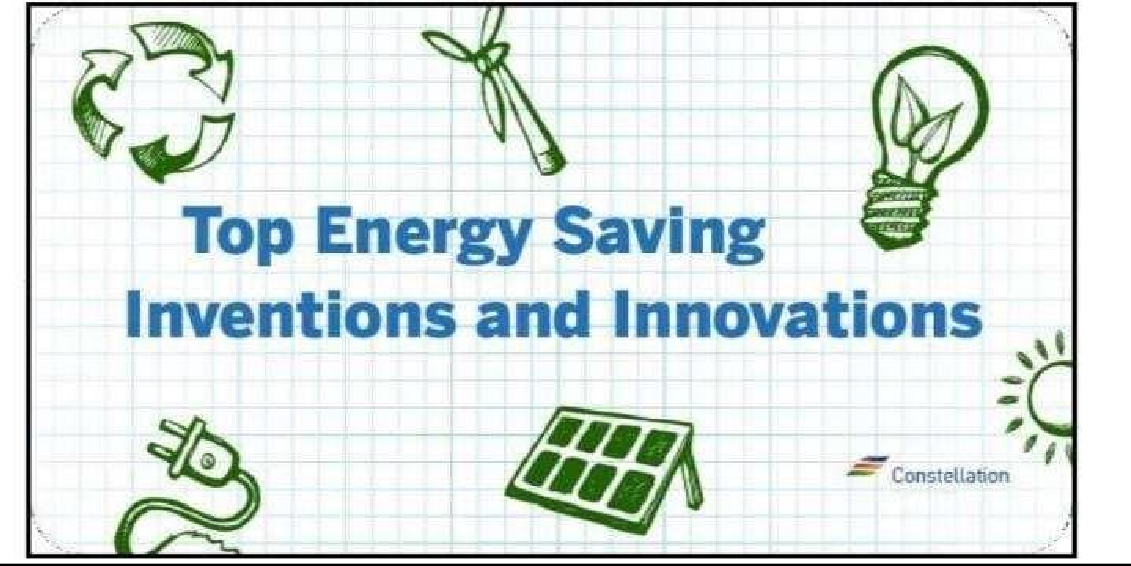 Top Energy Saving
Inventions and Innovations
Constellation